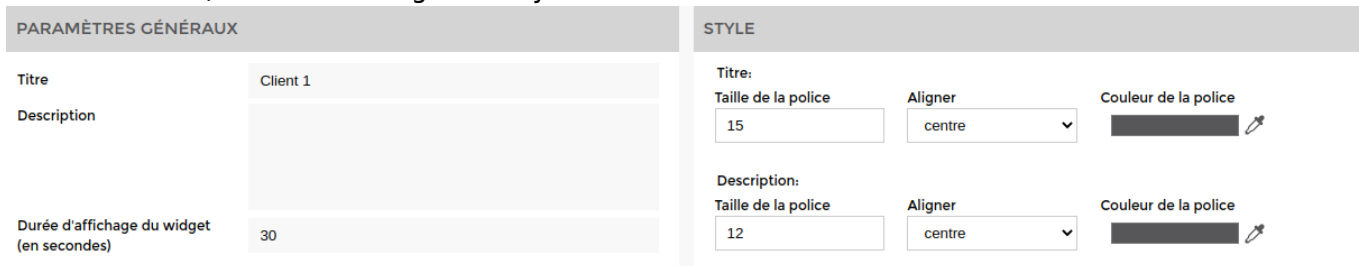 PARAMÈTRES GÉNÉRAUX
Titre
Client 1
Description
Durée d'affichage du widget
(en secondes)
30
STYLE
Titre:
Taille de la police
Aligner
Couleur de la police
15
centre
Description:
Taille de la police
Aligner
Couleur de la police
12
centre